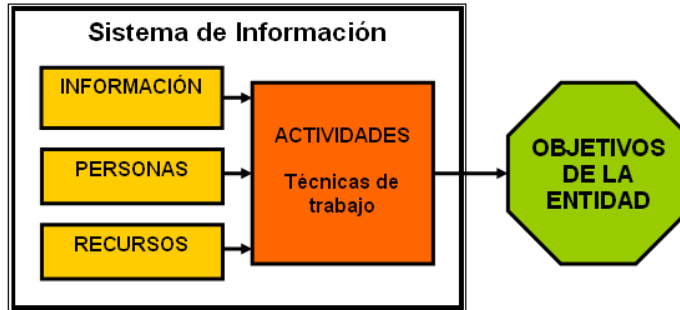 Sistema de Información
INFORMACIÓN
PERSONAS
RECURSOS
ACTIVIDADES
Técnicas de
trabajo
OBJETIVOS
DE LA
ENTIDAD